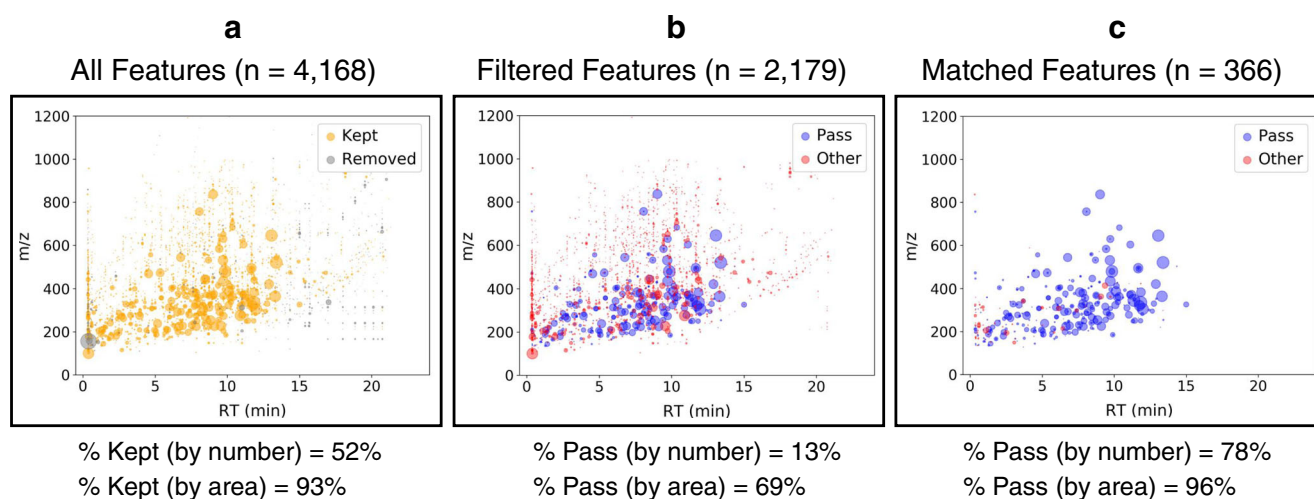 a
All Features (n = 4,168)
1200
1000
800
600
400
200
0
m/z
Kept
Removed
0
5
10
15
20
RT (min)
% Kept (by number) = 52%
% Kept (by area) = 93%
b
Filtered Features (n = 2,179)
1200
1000
800
600
400
200
0
m/z
Pass
Other
0
5
10
15
20
RT (min)
% Pass (by number) = 13%
% Pass (by area) = 69%
c
Matched Features (n = 366)
1200
1000
800
600
400
200
0
m/z
Pass
Other
0
5
10
15
20
RT (min)
% Pass (by number) = 78%
% Pass (by area) = 96%